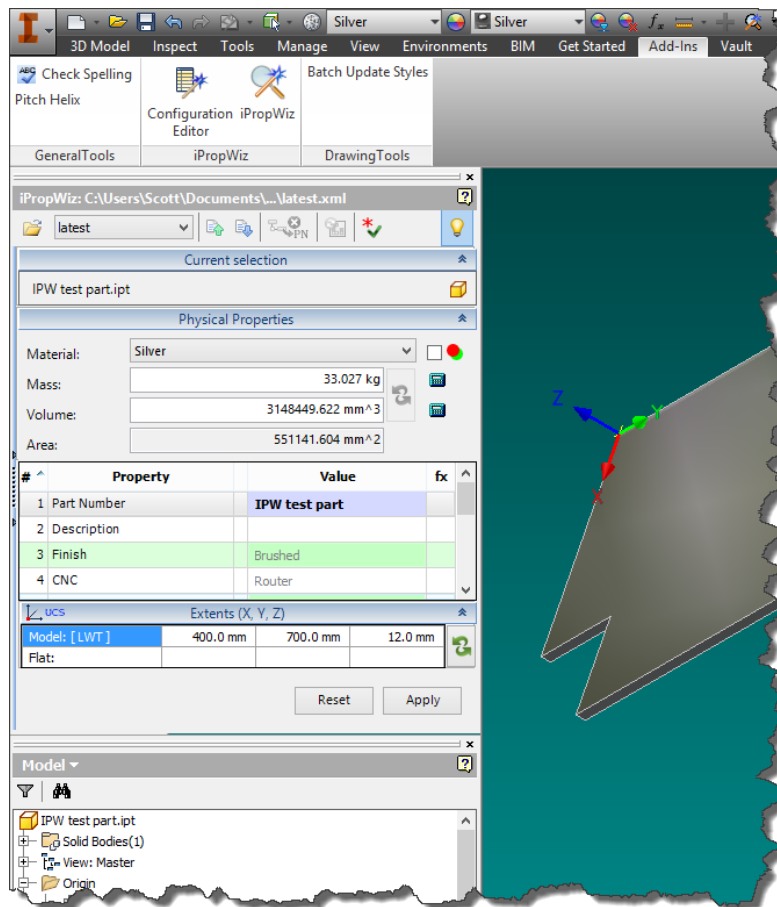 Silver Silver fx
3D Model Inspect Tools Manage View Environments BIM Get Started Add-Ins Vault
ABC Check Spelling
Pitch Helix
Configuration Editor
iPropWiz
Batch Update Styles
GeneralTools iPropWiz DrawingTools
iPropWiz: C:\Users\Scott\Documents\...\latest.xml
latest PN
Current selection
IPW test part.ipt
Physical Properties
Material: Silver
Mass: 33.027 kg
Volume: 3148449.622 mm^3
Area: 551141.604 mm^2
# Property Value fx
1 Part Number IPW test part
2 Description
3 Finish Brushed
4 CNC Router
UCS Extents (X, Y, Z)
Model: [LWT] 400.0 mm 700.0 mm 12.0 mm
Flat:
Reset Apply
Z Y
X
Model
IPW test part.ipt
Solid Bodies(1)
View: Master
Origin